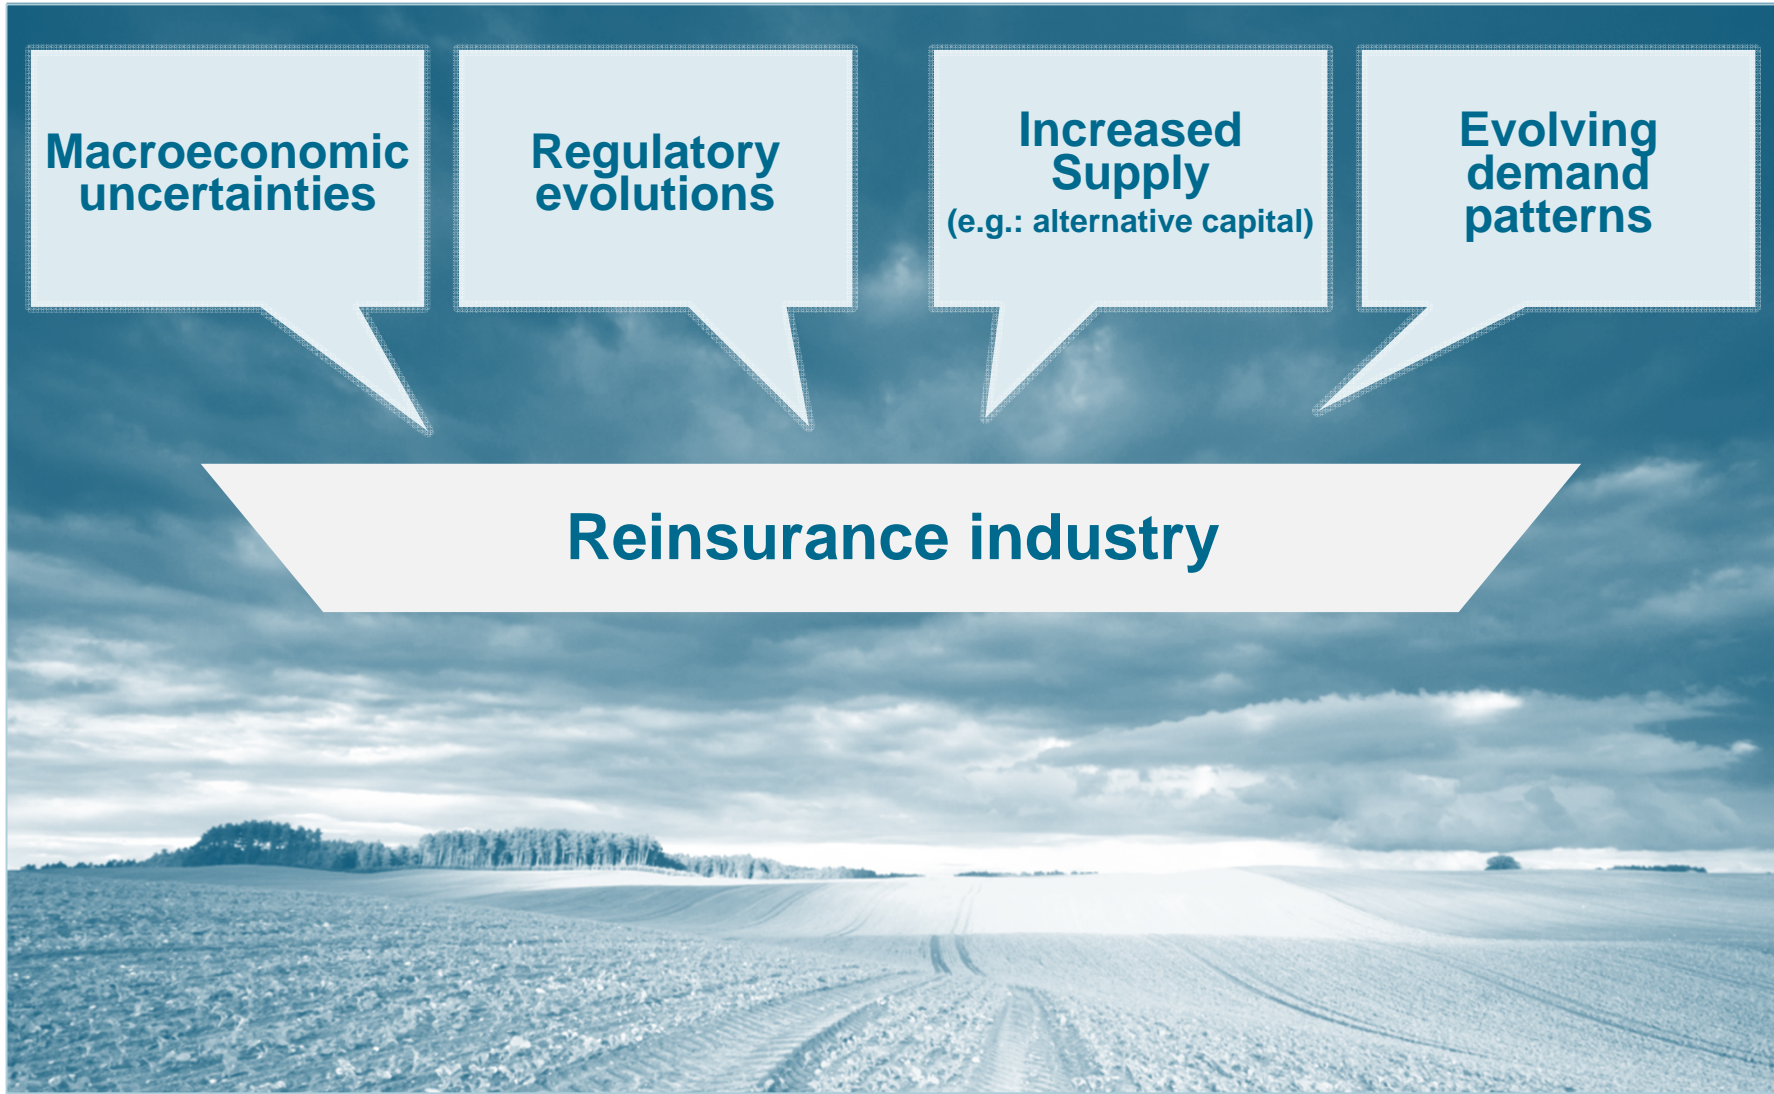 Macroeconomic
uncertainties
Regulatory
evolutions
Increased
Supply
(e.g.: alternative capital)
Evolving
demand
patterns
Reinsurance industry